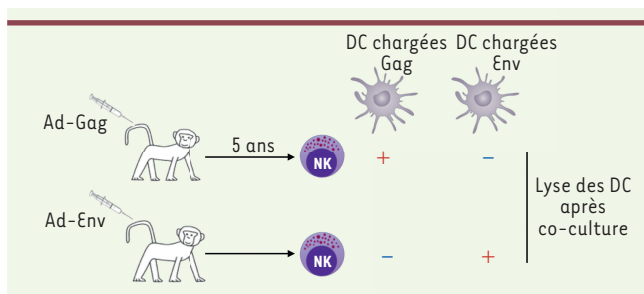 DC chargées
Gag
DC chargées
Env
Ad-Gag
5 ans
NK
+
–
Ad-Env
NK
–
+
Lyse des DC
après
co-culture